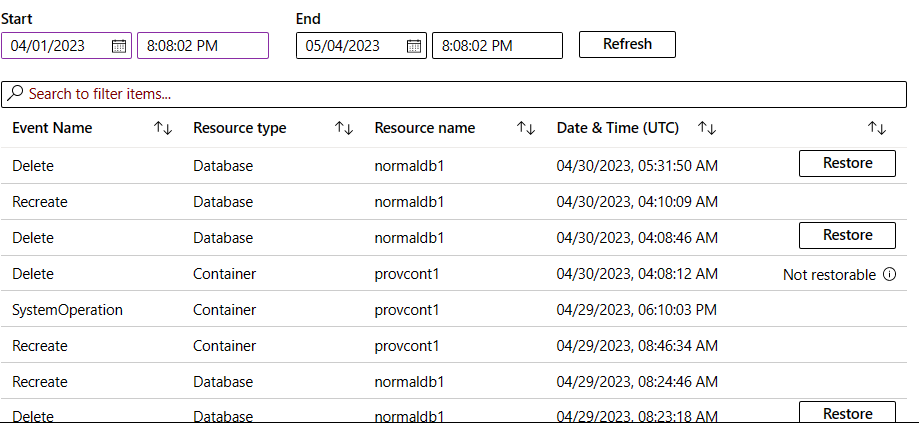 Start End
04/01/2023 8:08:02 PM 05/04/2023 8:08:02 PM Refresh
Search to filter items...
Event Name Resource type Resource name Date & Time (UTC)
Delete Database normaldb1 04/30/2023, 05:31:50 AM Restore
Recreate Database normaldb1 04/30/2023, 04:10:09 AM
Delete Database normaldb1 04/30/2023, 04:08:46 AM Restore
Delete Container provcont1 04/30/2023, 04:08:12 AM Not restorable
SystemOperation Container provcont1 04/29/2023, 06:10:03 PM
Recreate Container provcont1 04/29/2023, 08:46:34 AM
Recreate Database normaldb1 04/29/2023, 08:24:46 AM
Delete Database normaldb1 04/29/2023, 08:23:18 AM Restore